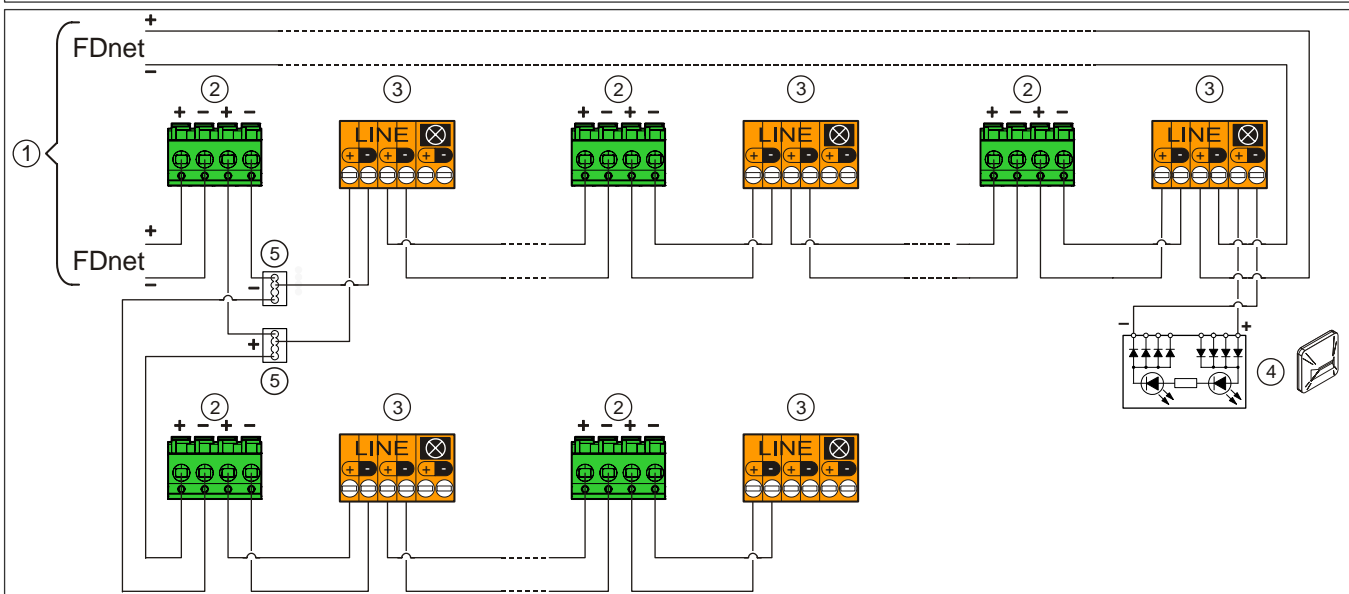 +
FDnet
−
① 
② ③ ② ③ ② ③
+ − + − + − + − + − + −
LINE LINE LINE
+ - + - + - + - + - + - + - + - + -
+
FDnet
−
⑤
−
+
⑤
− +
④
② ③ ② ③
+ − + − + − + −
LINE LINE
+ - + - + - + - + - + -